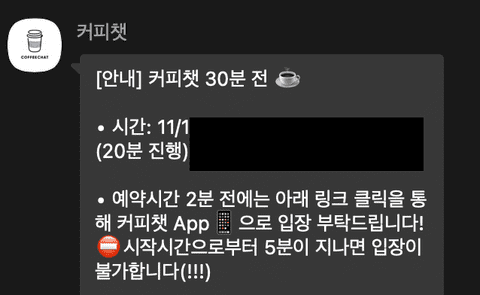 커피챗
COFFEECHAT
[안내] 커피챗 30분 전 ☕
• 시간: 11/1
(20분 진행)
• 예약시간 2분 전에는 아래 링크 클릭을 통
해 커피챗 App 📱 으로 입장 부탁드립니다!
⛔시작시간으로부터 5분이 지나면 입장이
불가합니다(!!!)